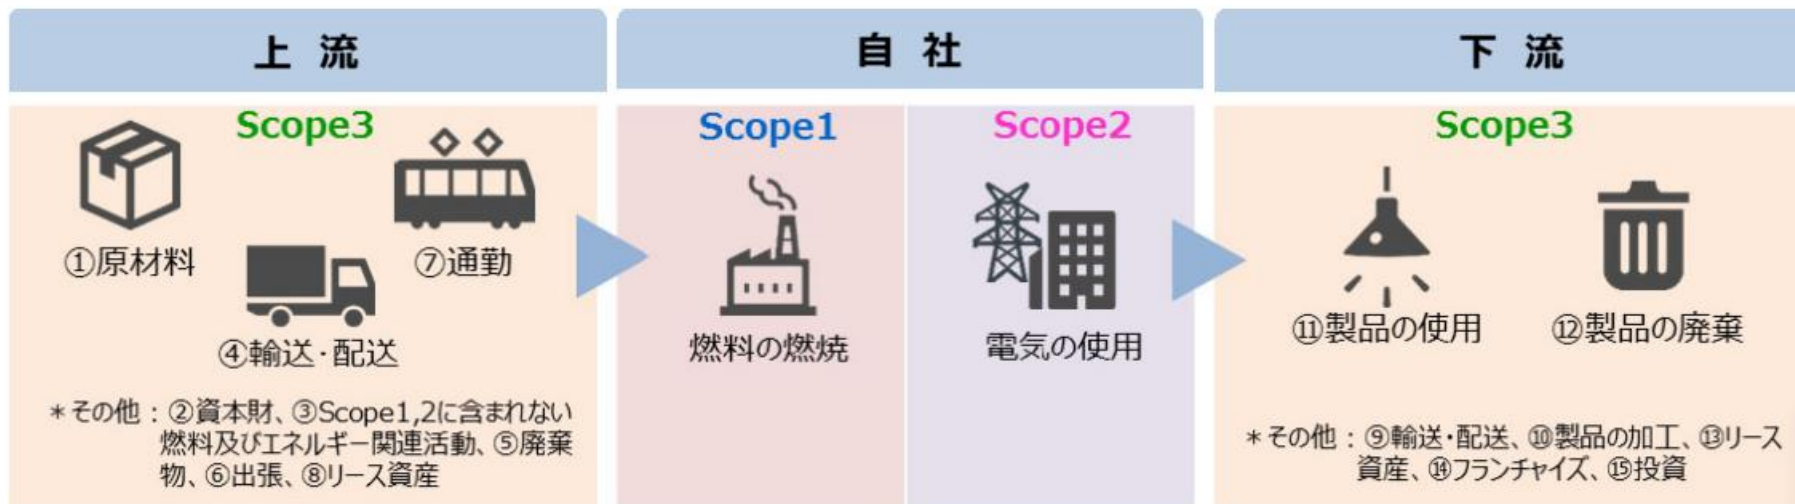 上 流
Scope3
①原材料
⑦通勤
④輸送・配送
＊その他：②資本財、③Scope1,2に含まれない
燃料及びエネルギー関連活動、⑤廃棄
物、⑥出張、⑧リース資産
自 社
Scope1
燃料の燃焼
Scope2
電気の使用
下 流
Scope3
⑪製品の使用
⑫製品の廃棄
＊その他：⑨輸送・配送、⑩製品の加工、⑬リース
資産、⑭フランチャイズ、⑮投資